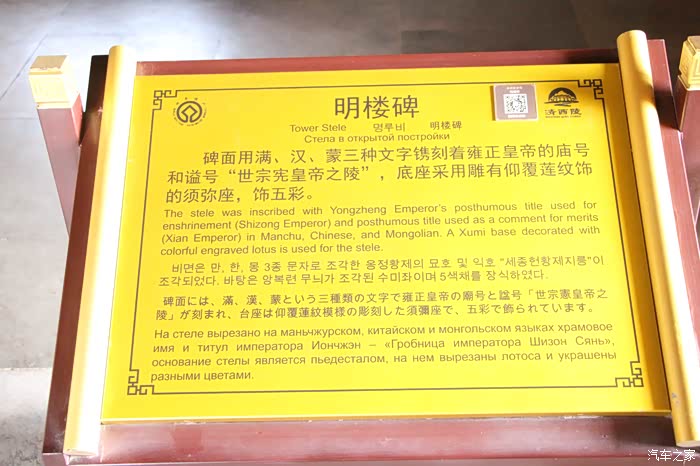 明楼碑
清西陵
Tower Stele 명루비 明楼碑
Стела в открытой постройки
碑面用满、汉、蒙三种文字镌刻着雍正皇帝的庙号
和谥号“世宗宪皇帝之陵”，底座采用雕有仰覆莲纹饰
的须弥座，饰五彩。
The stele was inscribed with Yongzheng Emperor's posthumous title used for
enshrinement (Shizong Emperor) and posthumous title used as a comment for merits
(Xian Emperor) in Manchu, Chinese, and Mongolian. A Xumi base decorated with
colorful engraved lotus is used for the stele.
비면은 만, 한, 몽 3종 문자로 조각한 옹정황제의 묘호 및 익호 "세종헌황제지릉"이
조각되었다. 바탕은 앙복련 무늬가 조각된 수미좌이며 5색채를 장식하였다.
碑面には、滿、漢、蒙という三種類の文字で雍正皇帝の廟号と諡号「世宗憲皇帝之
陵」が刻まれ、台座は仰覆蓮紋模様の彫刻した須彌座で、五彩で飾られています。
На стеле вырезано на маньчжурском, китайском и монгольском языках храмовое
имя и титул императора Иончжэн – «Гробница императора Шизон Сянь»,
основание стелы является пьедесталом, на нем вырезаны лотоса и украшены
разными цветами.
汽车之家